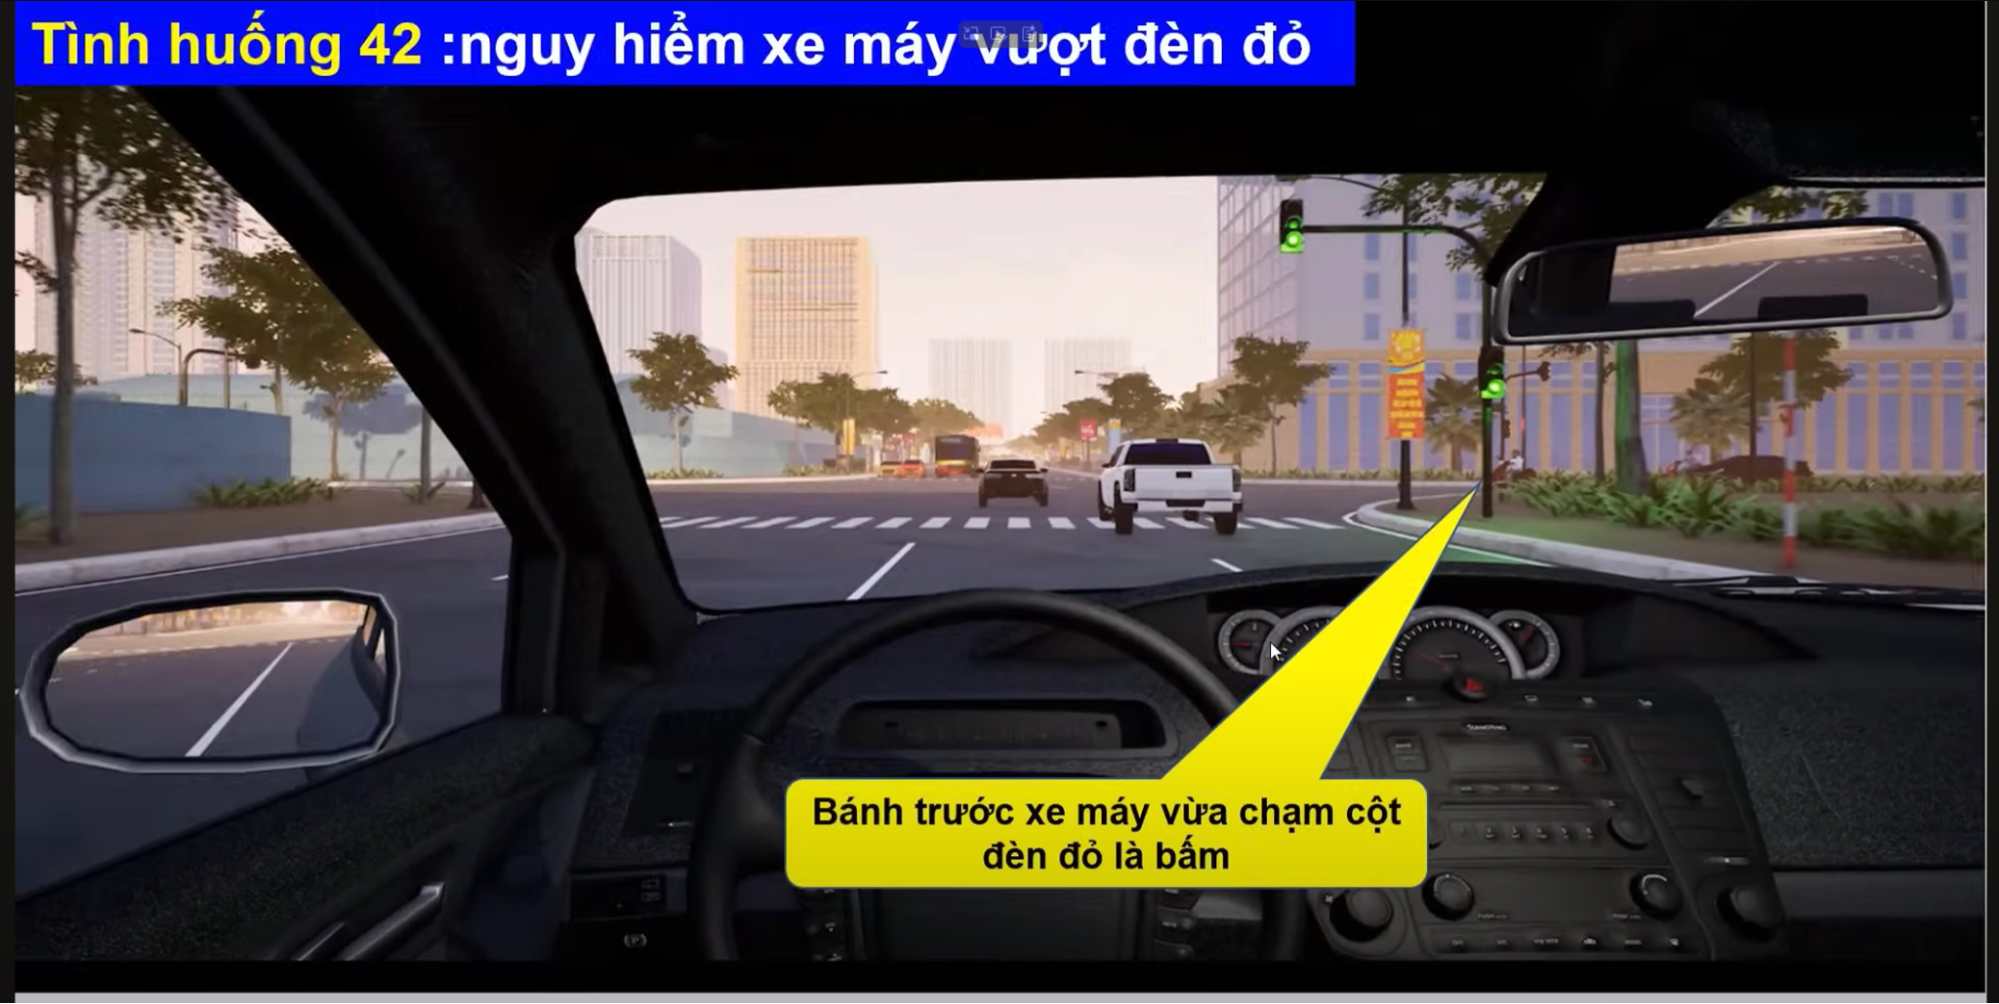 Tình huống 42 :nguy hiểm xe máy vượt đèn đỏ
Bánh trước xe máy vừa chạm cột
đèn đỏ là bấm